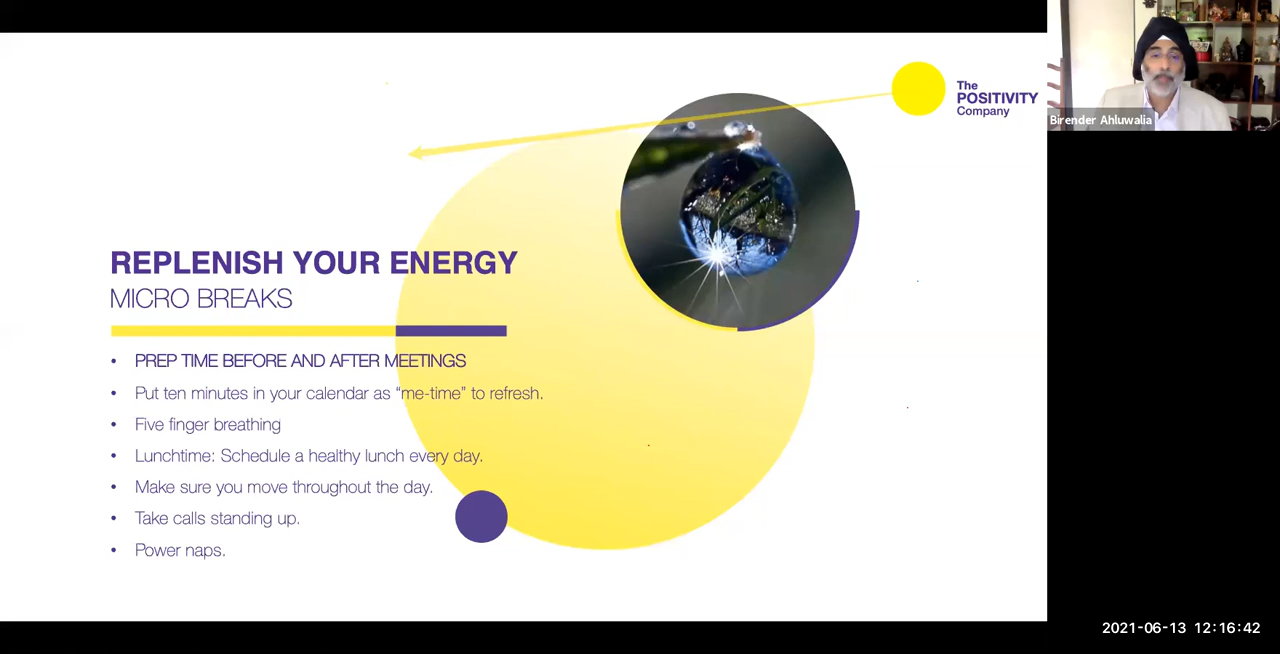 The
POSITIVITY
Company
Birender Ahluwalia
REPLENISH YOUR ENERGY
MICRO BREAKS
• PREP TIME BEFORE AND AFTER MEETINGS
• Put ten minutes in your calendar as “me-time” to refresh.
• Five finger breathing
• Lunchtime: Schedule a healthy lunch every day.
• Make sure you move throughout the day.
• Take calls standing up.
• Power naps.
2021-06-13 12:16:42